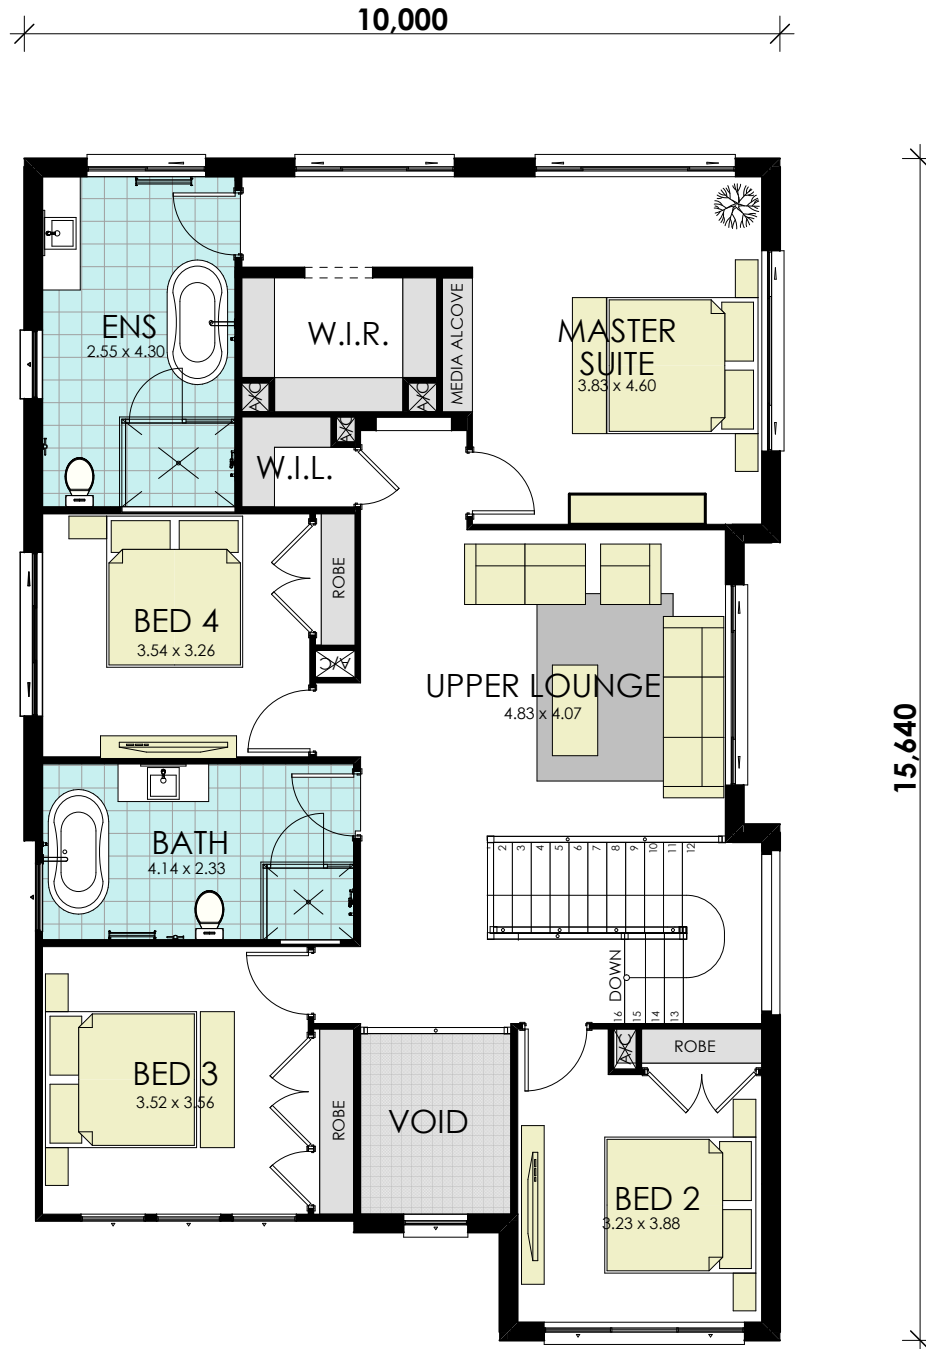 10,000
15,640
ENS
2.55 x 4.30
W.I.R.
MEDIA ALCOVE
MASTER
SUITE
3.83 x 4.60
A/C
A/C
A/C
W.I.L.
BED 4
3.54 x 3.26
ROBE
A/C
UPPER LOUNGE
4.83 x 4.07
BATH
4.14 x 2.33
2
3
4
5
6
7
8
9
10
11
12
DOWN
16
15
14
13
BED 3
3.52 x 3.56
ROBE
VOID
A/C
ROBE
BED 2
3.23 x 3.88